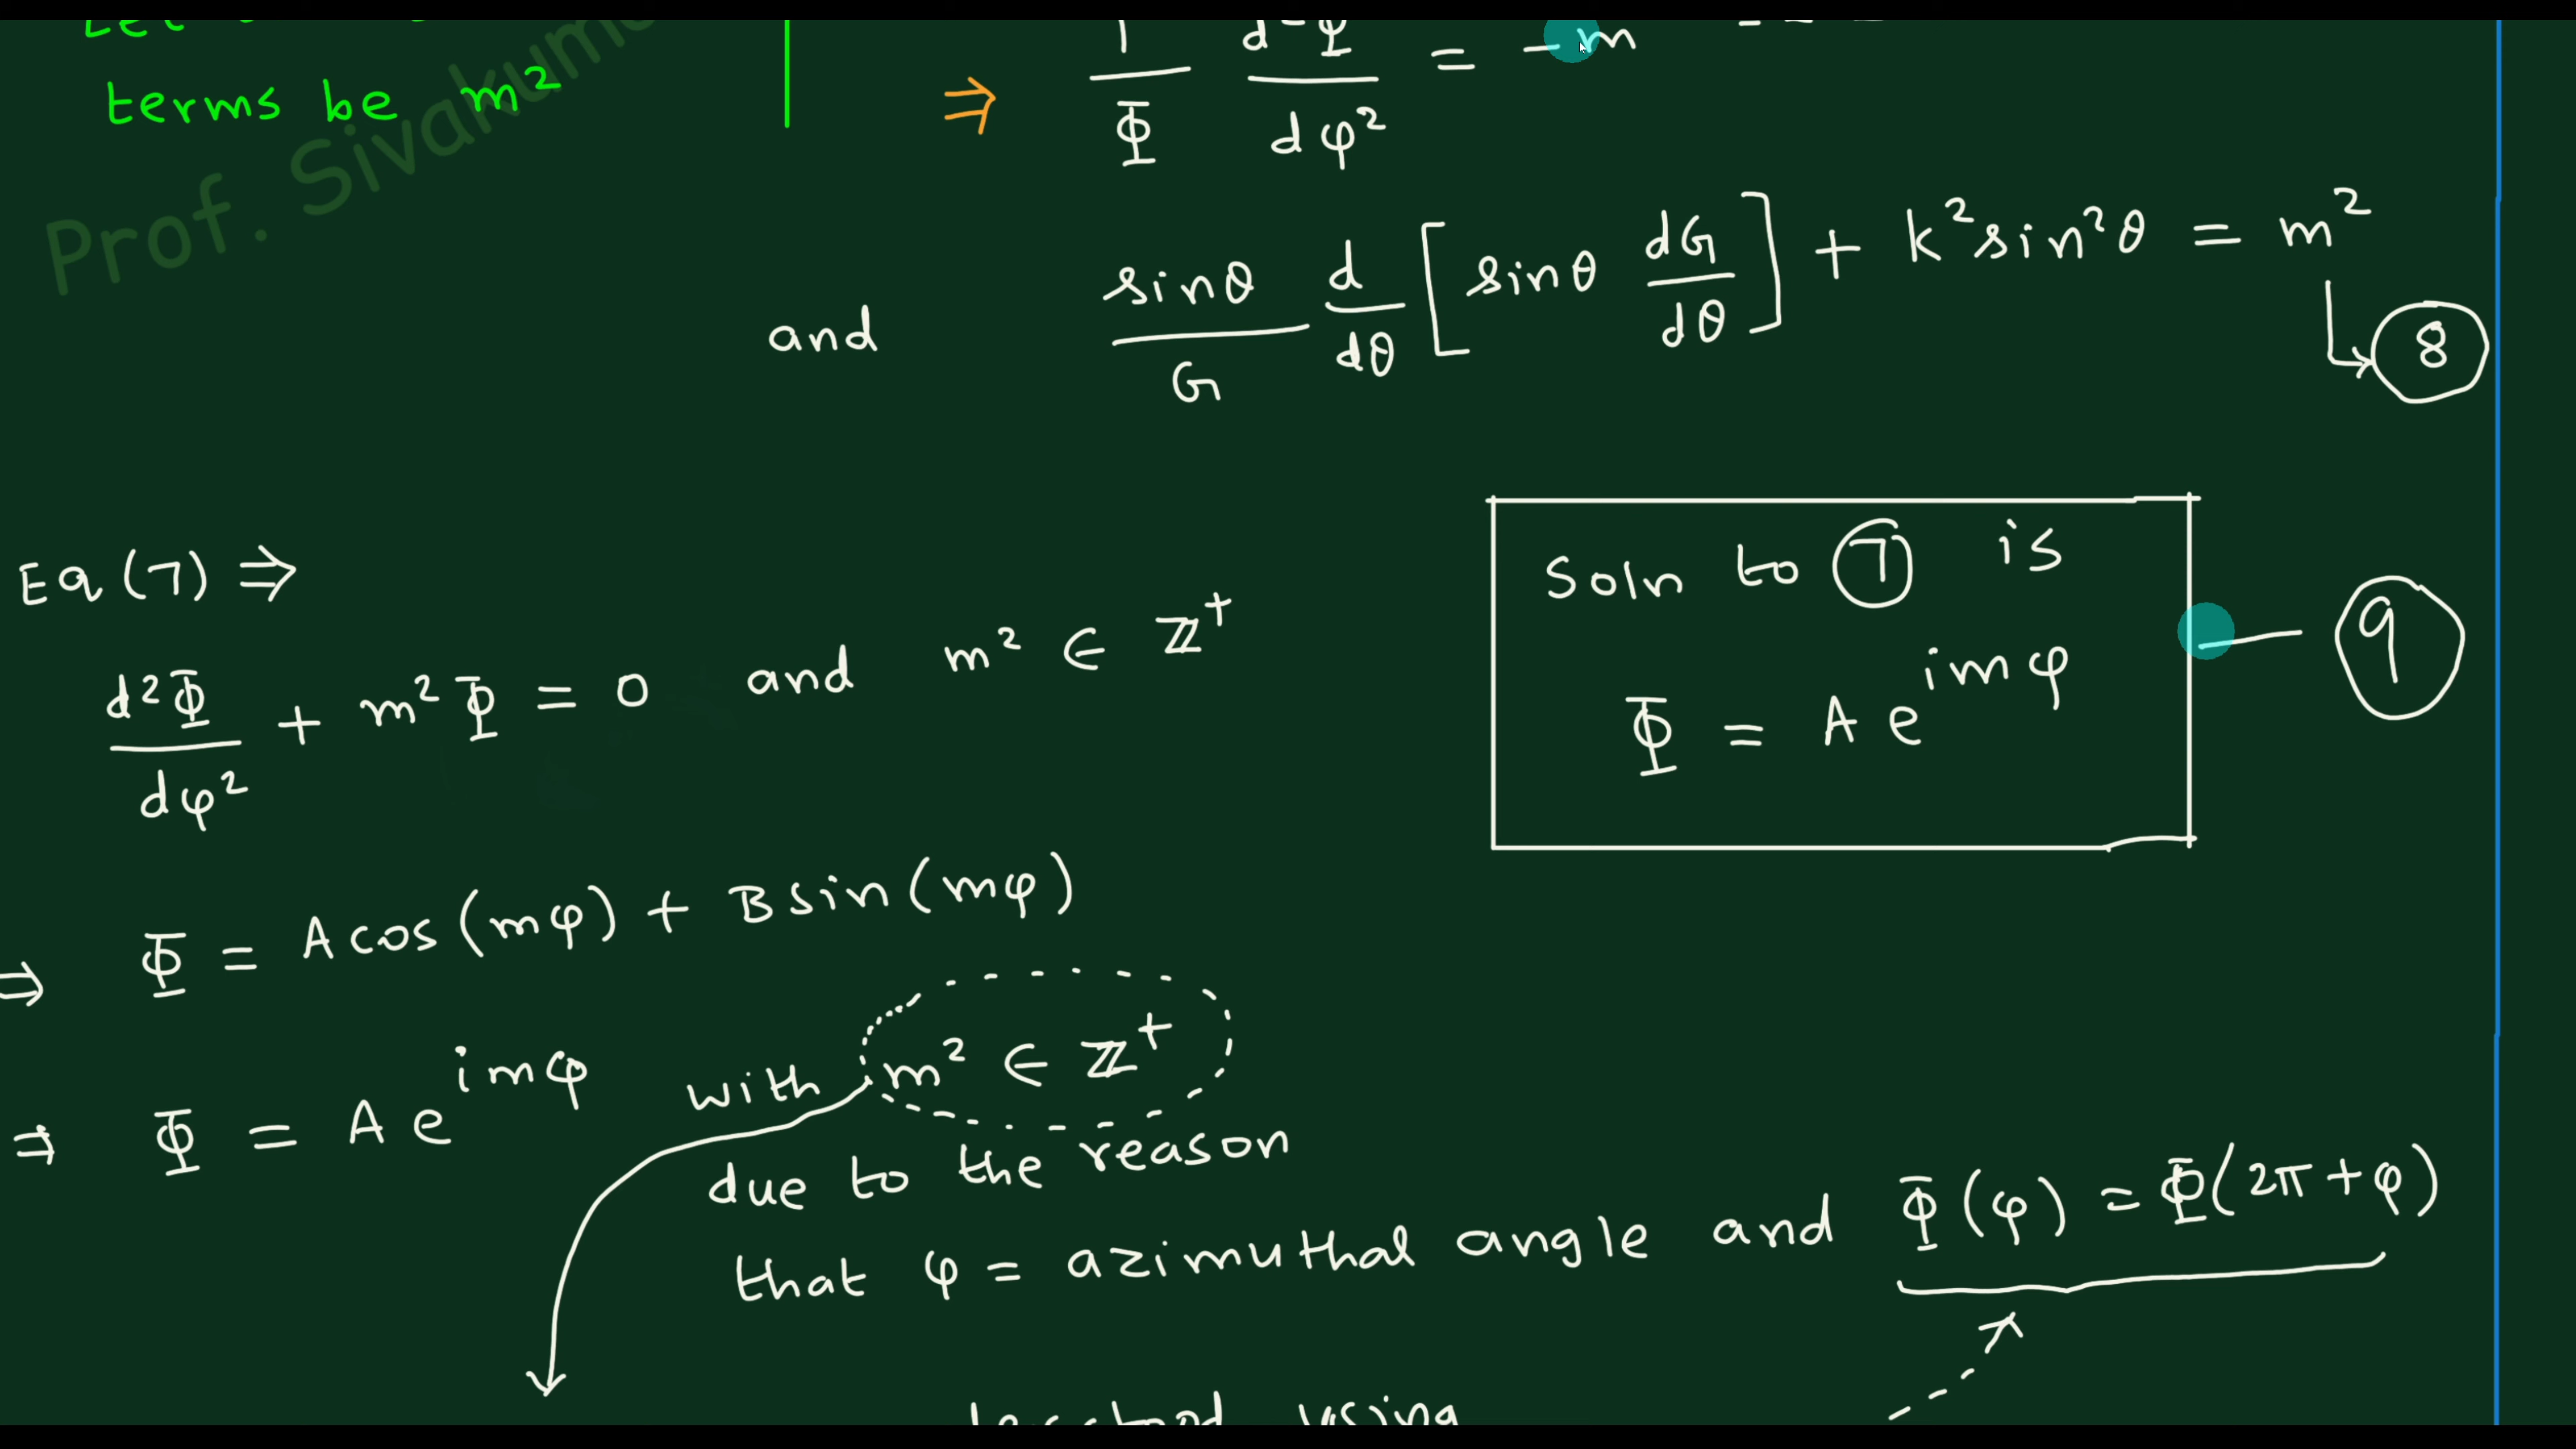 terms be m²
Prof. Sivakuma
⇒ 1/Φ d²Φ/dφ² = -m
and sinθ/G d/dθ [sinθ dG/dθ] + k²sin²θ = m²
8
Eq (7) ⇒
d²Φ/dφ² + m²Φ = 0 and m² ∈ ℤ⁺
Soln to 7 is
Φ = A e^{imφ}
9
⇒ Φ = A cos(mφ) + B sin(mφ)
⇒ Φ = A e^{imφ} with m² ∈ ℤ⁺
due to the reason
that φ = azimuthal angle and Φ(φ) = Φ(2π + φ)
using